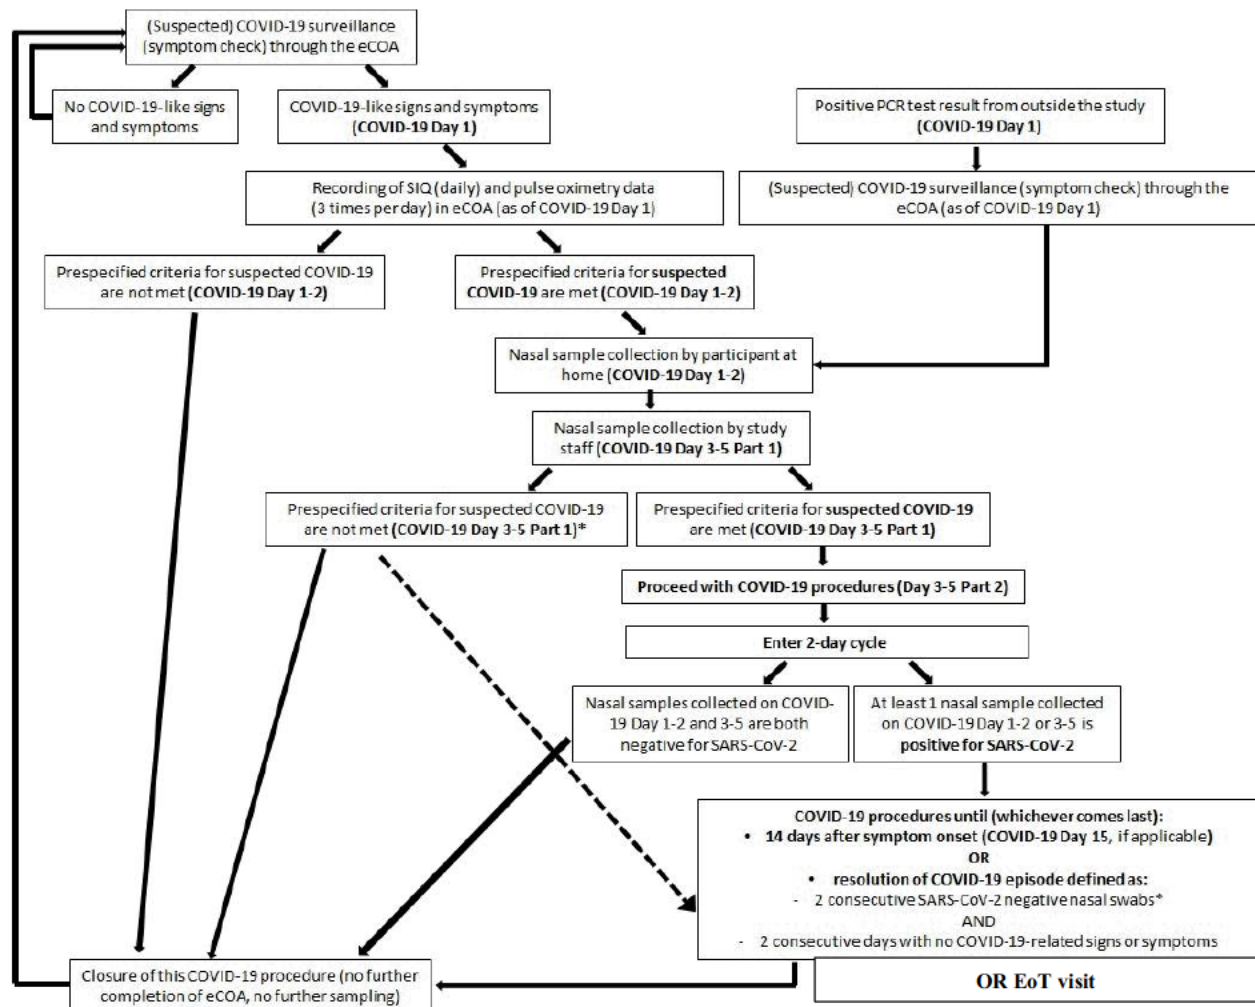 (Suspected) COVID-19 surveillance
(symptom check) through the eCOA
No COVID-19-like signs
and symptoms
COVID-19-like signs and symptoms
(COVID-19 Day 1)
Positive PCR test result from outside the study
(COVID-19 Day 1)
Recording of SIQ (daily) and pulse oximetry data
(3 times per day) in eCOA (as of COVID-19 Day 1)
(Suspected) COVID-19 surveillance (symptom check) through the
eCOA (as of COVID-19 Day 1)
Prespecified criteria for suspected COVID-19
are not met (COVID-19 Day 1-2)
Prespecified criteria for suspected
COVID-19 are met (COVID-19 Day 1-2)
Nasal sample collection by participant at
home (COVID-19 Day 1-2)
Nasal sample collection by study
staff (COVID-19 Day 3-5 Part 1)
Prespecified criteria for suspected COVID-19
are not met (COVID-19 Day 3-5 Part 1)*
Prespecified criteria for suspected COVID-19
are met (COVID-19 Day 3-5 Part 1)
Proceed with COVID-19 procedures (Day 3-5 Part 2)
Enter 2-day cycle
Nasal samples collected on COVID-
19 Day 1-2 and 3-5 are both
negative for SARS-CoV-2
At least 1 nasal sample collected
on COVID-19 Day 1-2 or 3-5 is
positive for SARS-CoV-2
COVID-19 procedures until (whichever comes last):
• 14 days after symptom onset (COVID-19 Day 15, if applicable)
OR
• resolution of COVID-19 episode defined as:
- 2 consecutive SARS-CoV-2 negative nasal swabs*
AND
- 2 consecutive days with no COVID-19-related signs or symptoms
OR EoT visit
Closure of this COVID-19 procedure (no further
completion of eCOA, no further sampling)